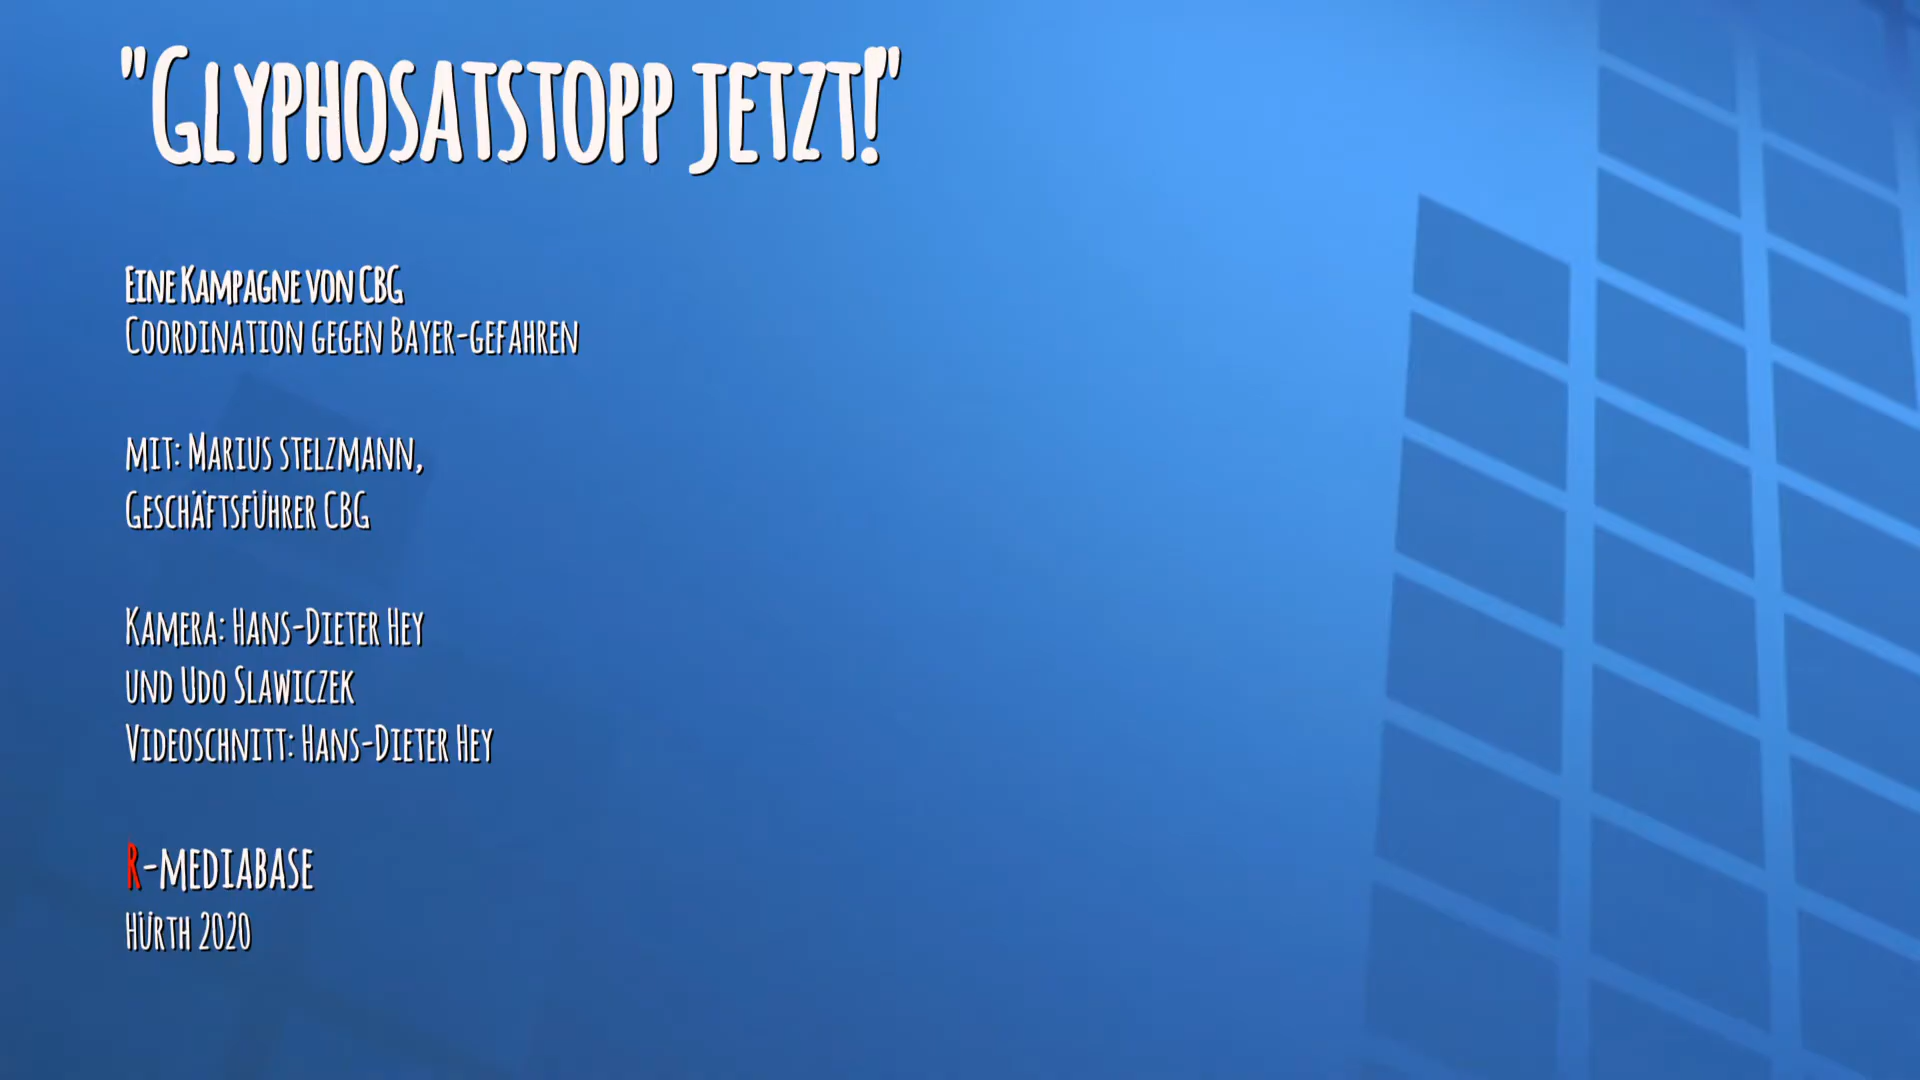 "Glyphosatstopp jetzt!"
Eine Kampagne von CBG
Coordination gegen Bayer-gefahren
mit: Marius stelzmann,
Geschäftsführer CBG
Kamera: Hans-Dieter Hey
und Udo Slawiczek
Videoschnitt: Hans-Dieter Hey
R-mediabase
Hürth 2020